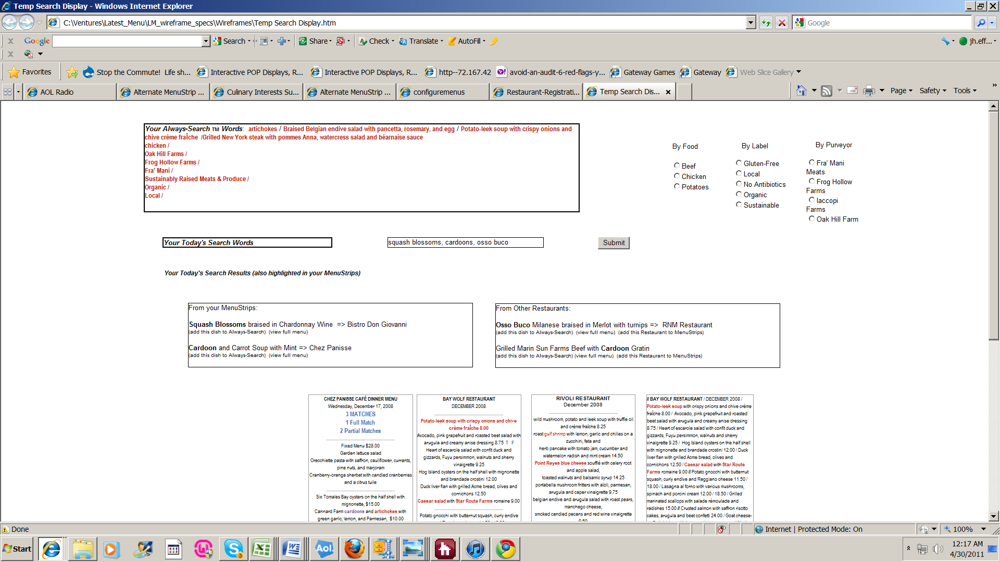 Temp Search Display - Windows Internet Explorer
C:\Ventures\Latest_Menu\LM_wireframe_specs\Wireframes\Temp Search Display.htm
Google
Google Search Share Check Translate AutoFill jh.eff...
Favorites Stop the Commute! Life sh... Interactive POP Displays, R... Interactive POP Displays, R... http--72.167.42 avoid-an-audit-6-red-flags-y... Gateway Games Gateway Web Slice Gallery
AOL Radio Alternate MenuStrip ... Culinary Interests Su... Alternate MenuStrip ... configuremenus Restaurant-Registrati... Temp Search Dis... Page Safety Tools
Your Always-Search TM Words: artichokes / Braised Belgian endive salad with pancetta, rosemary, and egg / Potato-leek soup with crispy onions and
chive crème fraîche /Grilled New York steak with pommes Anna, watercress salad and béarnaise sauce
chicken /
Oak Hill Farms /
Frog Hollow Farms /
Fra' Mani /
Sustainably Raised Meats & Produce /
Organic /
Local /
By Food
Beef
Chicken
Potatoes
By Label
Gluten-Free
Local
No Antibiotics
Organic
Sustainable
By Purveyor
Fra' Mani
Meats
Frog Hollow
Farms
Iaccopi
Farms
Oak Hill Farm
Your Today's Search Words
squash blossoms, cardoons, osso buco
Submit
Your Today's Search Results (also highlighted in your MenuStrips)
From your MenuStrips:
Squash Blossoms braised in Chardonnay Wine => Bistro Don Giovanni
(add this dish to Always-Search) (view full menu)
Cardoon and Carrot Soup with Mint => Chez Panisse
(add this dish to Always-Search) (view full menu)
From Other Restaurants:
Osso Buco Milanese braised in Merlot with turnips => RNM Restaurant
(add this dish to Always-Search) (view full menu) (add this Restaurant to MenuStrips)
Grilled Marin Sun Farms Beef with Cardoon Gratin
(add this dish to Always-Search) (view full menu) (add this Restaurant to MenuStrips)
CHEZ PANISSE CAFÉ DINNER MENU
Wednesday, December 17, 2008
3 MATCHES
1 Full Match
2 Partial Matches
Fixed Menu $28.00
Garden lettuce salad
Orecchiette pasta with saffron, cauliflower, currants,
pine nuts, and marjoram
Cranberry-orange sherbet with candied cranberries
and a citrus tuile
Six Tomales Bay oysters on the half shell with
mignonette, $15.00
Cannard Farm cardoons and artichokes with
green garlic, lemon, and Parmesan, $10.00
BAY WOLF RESTAURANT
DECEMBER 2008
Potato-leek soup with crispy onions and chive
crème fraîche 8.00
Avocado, pink grapefruit and roasted beet salad with
arugula and creamy anise dressing 8.75 T F
Heart of escarole salad with confit duck and
gizzards, Fuyu persimmon, walnuts and sherry
vinaigrette 9.25
Hog Island oysters on the half shell with mignonette
and brandade crostini 12.00
Duck liver flan with grilled Acme bread, olives and
cornichons 12.50
Caesar salad with Star Route Farms romaine 9.00
Potato gnocchi with butternut squash, curly endive
RIVOLI RESTAURANT
December 2008
wild mushroom, potato and leek soup with truffle oil
and crème fraîche 8.25
roast gulf shrimp with lemon, garlic and chilies on a
zucchini, feta and
herb pancake with tomato jam, cucumber and
watermelon radish and mint cream 14.50
Point Reyes blue cheese soufflé with celery root
and apple salad,
toasted walnuts and balsamic syrup 14.25
portabella mushroom fritters with aïoli, parmesan,
arugula and caper vinaigrette 9.75
belgian endive and arugula salad with roast pears,
manchego cheese,
smoked candied pecans and red wine vinaigrette
9.50
// BAY WOLF RESTAURANT / DECEMBER 2008 /
Potato-leek soup with crispy onions and chive crème
fraîche 8.00 / Avocado, pink grapefruit and roasted
beet salad with arugula and creamy anise dressing
8.75 / Heart of escarole salad with confit duck and
gizzards, Fuyu persimmon, walnuts and sherry
vinaigrette 9.25 / Hog Island oysters on the half shell
with mignonette and brandade crostini 12.00 / Duck
liver flan with grilled Acme bread, olives and
cornichons 12.50 / Caesar salad with Star Route
Farms romaine 9.00 // Potato gnocchi with butternut
squash, curly endive and Reggiano cheese 11.50 /
18.00 / Lasagna al forno with various mushrooms,
spinach and porcini cream 12.00 / 18.50 / Grilled
marinated scallops with salade rémoulade and
radishes 15.00 // Crusted salmon with saffron risotto
cakes, arugula and beet confetti 24.00 / Goat cheese-
Done Internet | Protected Mode: On 100%
Start 12:17 AM
4/30/2011